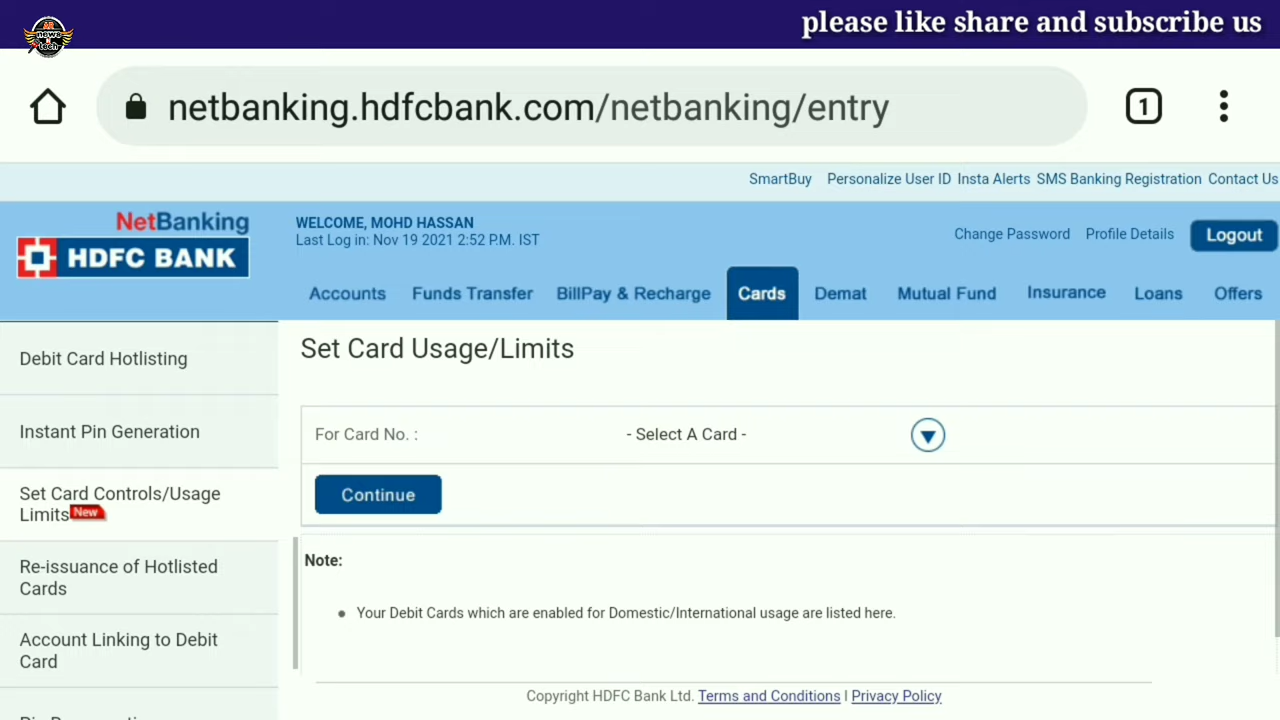 AR
news
tech
please like share and subscribe us
netbanking.hdfcbank.com/netbanking/entry
1
SmartBuy Personalize User ID Insta Alerts SMS Banking Registration Contact Us
NetBanking
HDFC BANK
WELCOME, MOHD HASSAN
Last Log in: Nov 19 2021 2:52 P.M. IST
Change Password Profile Details Logout
Accounts Funds Transfer BillPay & Recharge Cards Demat Mutual Fund Insurance Loans Offers
Debit Card Hotlisting
Instant Pin Generation
Set Card Controls/Usage
Limits New
Re-issuance of Hotlisted
Cards
Account Linking to Debit
Card
Set Card Usage/Limits
For Card No. : - Select A Card -
Continue
Note:
Your Debit Cards which are enabled for Domestic/International usage are listed here.
Copyright HDFC Bank Ltd. Terms and Conditions I Privacy Policy